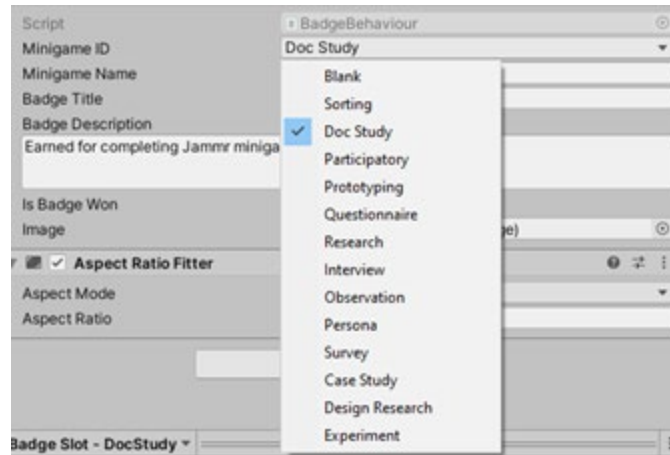 Script
BadgeBehaviour
Minigame ID
Doc Study
Minigame Name
Badge Title
Badge Description
Earned for completing Jammr
Is Badge Won
Image
Aspect Ratio Fitter
Aspect Mode
Aspect Ratio
Badge Slot - DocStudy
Blank
Sorting
Doc Study
Participatory
Prototyping
Questionnaire
Research
Interview
Observation
Persona
Survey
Case Study
Design Research
Experiment